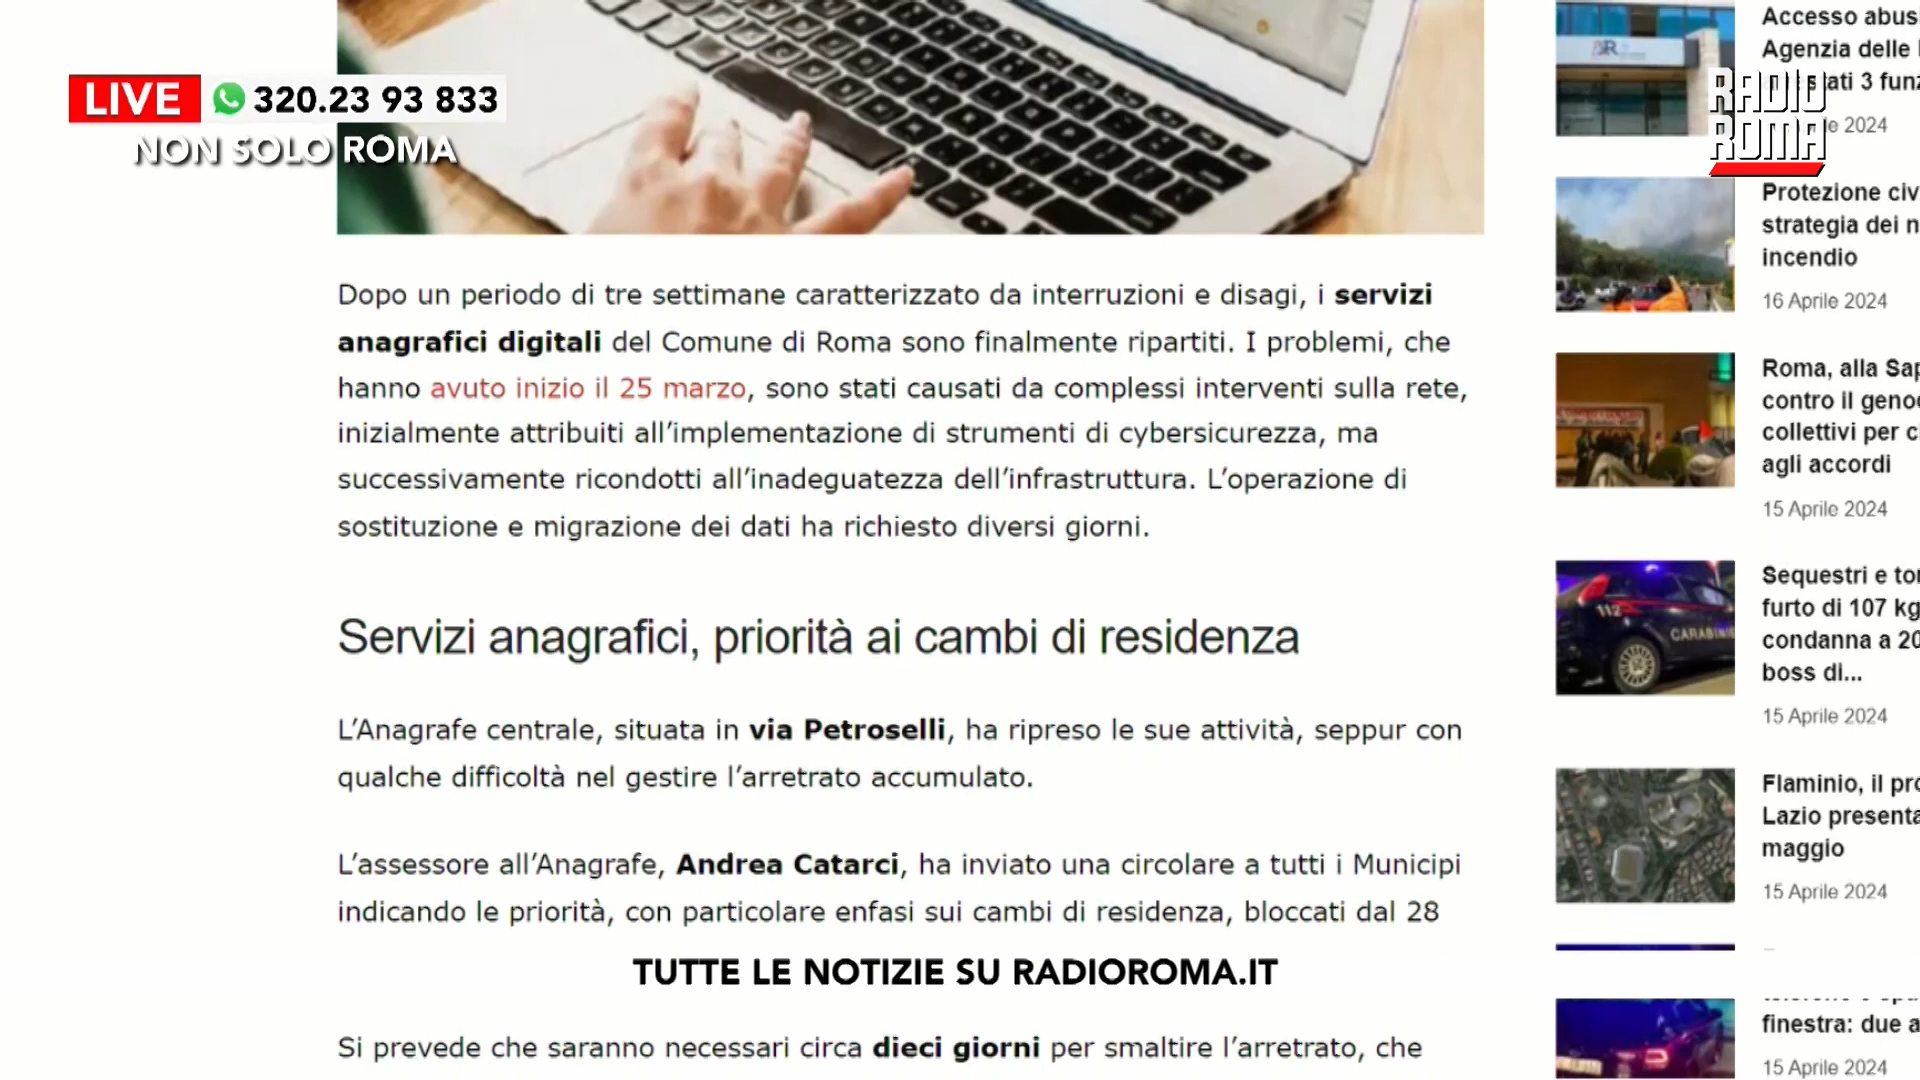 LIVE 320.23 93 833
NON SOLO ROMA
RADIO
ROMA
Dopo un periodo di tre settimane caratterizzato da interruzioni e disagi, i servizi
anagrafici digitali del Comune di Roma sono finalmente ripartiti. I problemi, che
hanno avuto inizio il 25 marzo, sono stati causati da complessi interventi sulla rete,
inizialmente attribuiti all’implementazione di strumenti di cybersicurezza, ma
successivamente ricondotti all’inadeguatezza dell’infrastruttura. L’operazione di
sostituzione e migrazione dei dati ha richiesto diversi giorni.
Servizi anagrafici, priorità ai cambi di residenza
L’Anagrafe centrale, situata in via Petroselli, ha ripreso le sue attività, seppur con
qualche difficoltà nel gestire l’arretrato accumulato.
L’assessore all’Anagrafe, Andrea Catarci, ha inviato una circolare a tutti i Municipi
indicando le priorità, con particolare enfasi sui cambi di residenza, bloccati dal 28
TUTTE LE NOTIZIE SU RADIOROMA.IT
Si prevede che saranno necessari circa dieci giorni per smaltire l’arretrato, che
Accesso abus
Agenzia delle
3 funz
2024
Protezione civ
strategia dei n
incendio
16 Aprile 2024
Roma, alla Sap
contro il geno
collettivi per c
agli accordi
15 Aprile 2024
112
CARABINIE
Sequestri e tor
furto di 107 kg
condanna a 20
boss di...
15 Aprile 2024
Flaminio, il pro
Lazio presenta
maggio
15 Aprile 2024
finestra: due a
15 Aprile 2024